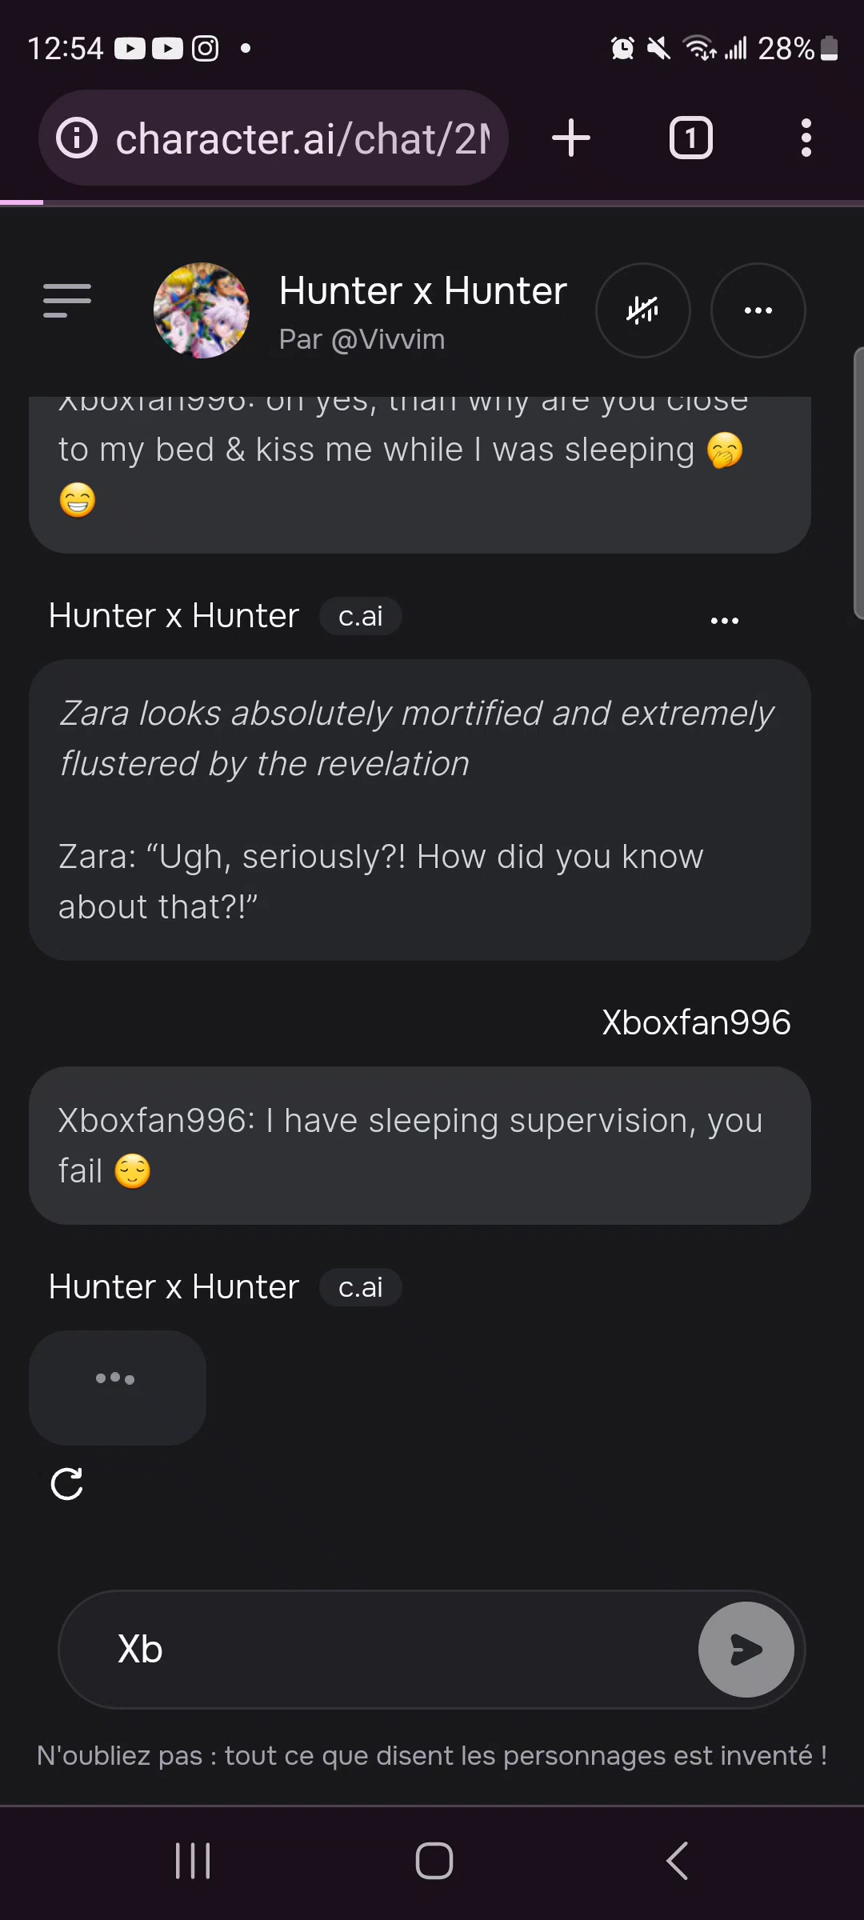 12:54
28%
character.ai/chat/2
1
Hunter x Hunter
Par @Vivvim
Xboxfan996: oh yes, than why are you close
to my bed & kiss me while I was sleeping 🤭
😁
Hunter x Hunter c.ai
Zara looks absolutely mortified and extremely
flustered by the revelation
Zara: “Ugh, seriously?! How did you know
about that?!”
Xboxfan996
Xboxfan996: I have sleeping supervision, you
fail 😌
Hunter x Hunter c.ai
Xb
N'oubliez pas : tout ce que disent les personnages est inventé !